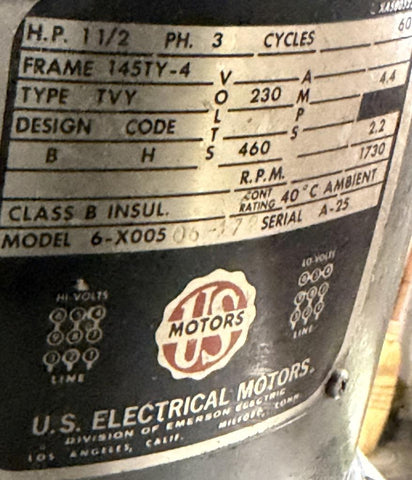 H.P. 1 1/2 PH. 3 CYCLES 60
FRAME 145TY-4 VOLTS AMPS 4.4
TYPE TVY 230
DESIGN CODE 2.2
B H 460 1730
R.P.M.
CLASS B INSUL. CONT RATING 40°C AMBIENT
MODEL 6-X005 SERIAL A-25
HI-VOLTS
LO-VOLTS
LINE
LINE
US
MOTORS
U.S. ELECTRICAL MOTORS
DIVISION OF EMERSON ELECTRIC
LOS ANGELES, CALIF. MILFORD, CONN.